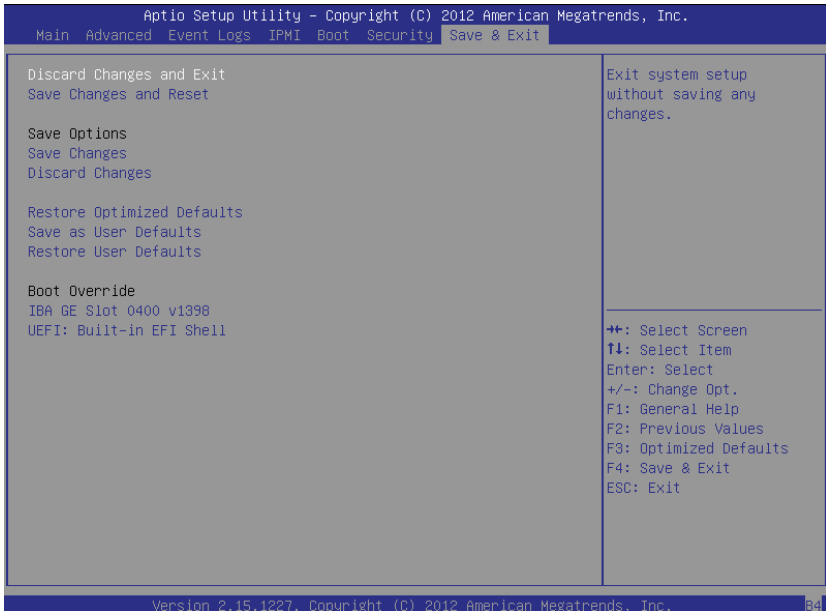 Aptio Setup Utility – Copyright (C) 2012 American Megatrends, Inc.
Main Advanced Event Logs IPMI Boot Security Save & Exit
Discard Changes and Exit
Save Changes and Reset
Save Options
Save Changes
Discard Changes
Restore Optimized Defaults
Save as User Defaults
Restore User Defaults
Boot Override
IBA GE Slot 0400 v1398
UEFI: Built-in EFI Shell
Exit system setup
without saving any
changes.
→←: Select Screen
↑↓: Select Item
Enter: Select
+/-: Change Opt.
F1: General Help
F2: Previous Values
F3: Optimized Defaults
F4: Save & Exit
ESC: Exit
Version 2.15.1227. Copyright (C) 2012 American Megatrends, Inc.
B4